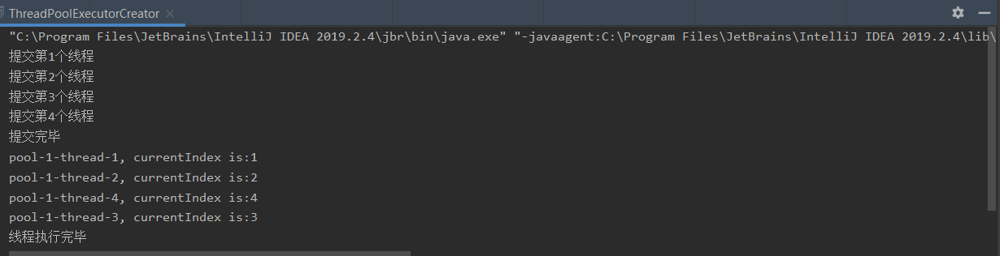 ThreadPoolExecutorCreator
"C:\Program Files\JetBrains\IntelliJ IDEA 2019.2.4\jbr\bin\java.exe" "-javaagent:C:\Program Files\JetBrains\IntelliJ IDEA 2019.2.4\lib\
提交第1个线程
提交第2个线程
提交第3个线程
提交第4个线程
提交完毕
pool-1-thread-1, currentIndex is:1
pool-1-thread-2, currentIndex is:2
pool-1-thread-4, currentIndex is:4
pool-1-thread-3, currentIndex is:3
线程执行完毕